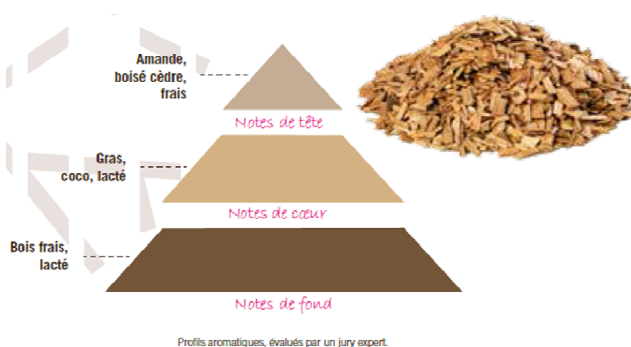 Amande,
boisé cèdre,
frais
Notes de tête
Gras,
coco, lacté
Notes de cœur
Bois frais,
lacté
Notes de fond
Profils aromatiques, évalués par un jury expert.